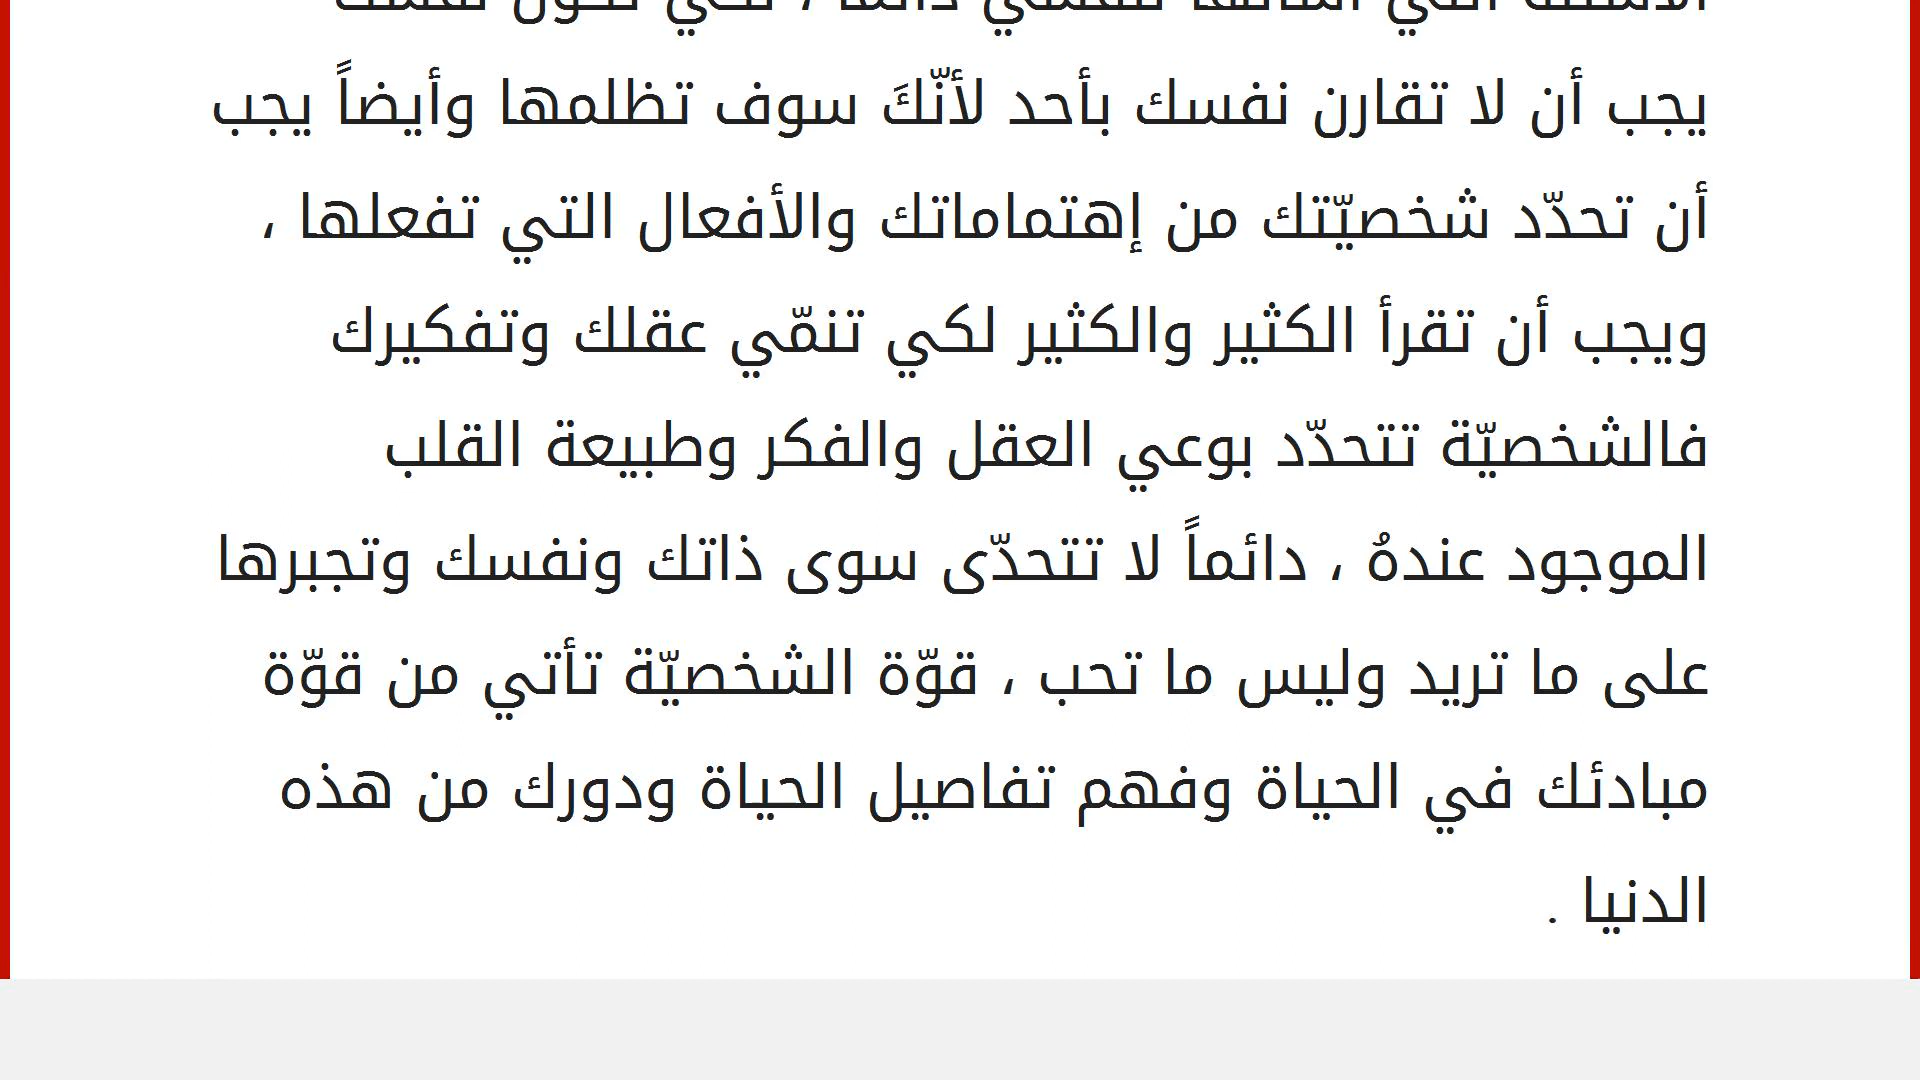 يجب أن لا تقارن نفسك بأحد لأنّكَ سوف تظلمها وأيضاً يجب
أن تحدّد شخصيّتك من إهتماماتك والأفعال التي تفعلها ،
ويجب أن تقرأ الكثير والكثير لكي تنمّي عقلك وتفكيرك
فالشخصيّة تتحدّد بوعي العقل والفكر وطبيعة القلب
الموجود عندهُ ، دائماً لا تتحدّى سوى ذاتك ونفسك وتجبرها
على ما تريد وليس ما تحب ، قوّة الشخصيّة تأتي من قوّة
مبادئك في الحياة وفهم تفاصيل الحياة ودورك من هذه
الدنيا .